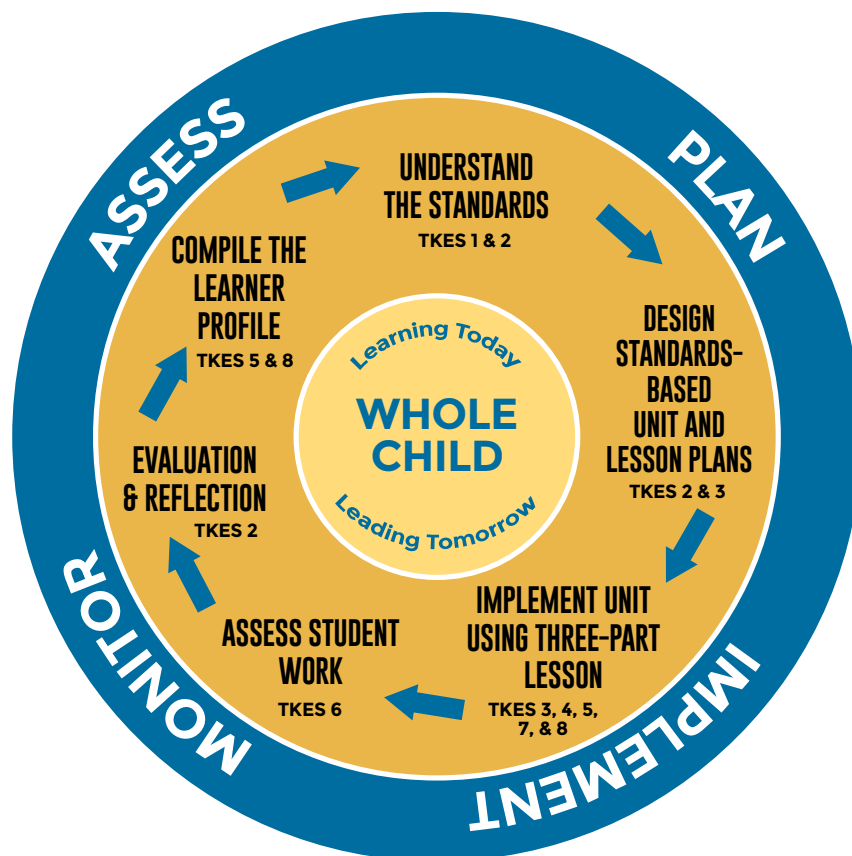 ASSESS
PLAN
IMPLEMENT
MONITOR
UNDERSTAND
THE STANDARDS
TKES 1 & 2
DESIGN
STANDARDS-
BASED
UNIT AND
LESSON PLANS
TKES 2 & 3
IMPLEMENT UNIT
USING THREE-PART
LESSON
TKES 3, 4, 5,
7, & 8
ASSESS STUDENT
WORK
TKES 6
EVALUATION
& REFLECTION
TKES 2
COMPILE THE
LEARNER
PROFILE
TKES 5 & 8
Learning Today
WHOLE
CHILD
Leading Tomorrow